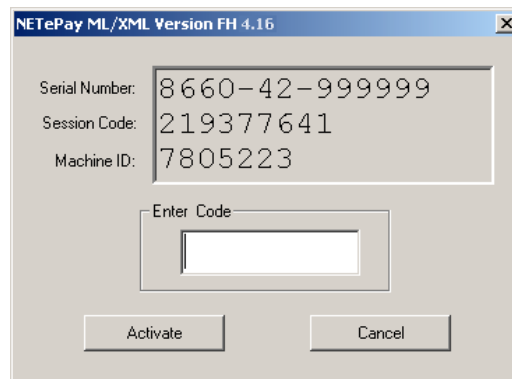 NETePay ML/XML Version FH 4.16
Serial Number: 8660-42-999999
Session Code: 219377641
Machine ID: 7805223
Enter Code
Activate Cancel